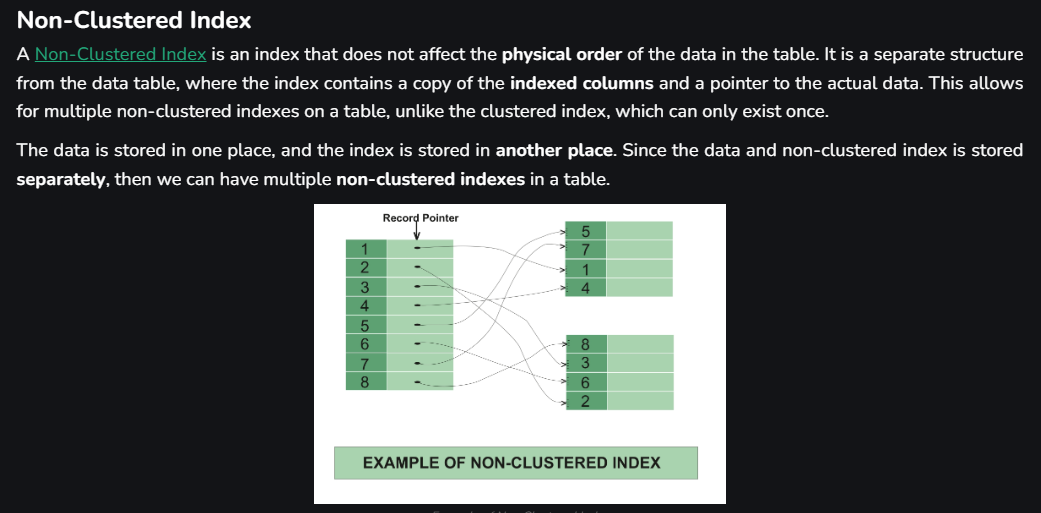 Non-Clustered Index
A Non-Clustered Index is an index that does not affect the physical order of the data in the table. It is a separate structure
from the data table, where the index contains a copy of the indexed columns and a pointer to the actual data. This allows
for multiple non-clustered indexes on a table, unlike the clustered index, which can only exist once.
The data is stored in one place, and the index is stored in another place. Since the data and non-clustered index is stored
separately, then we can have multiple non-clustered indexes in a table.
Record Pointer
1
2
3
4
5
6
7
8
5
7
1
4
8
3
6
2
EXAMPLE OF NON-CLUSTERED INDEX